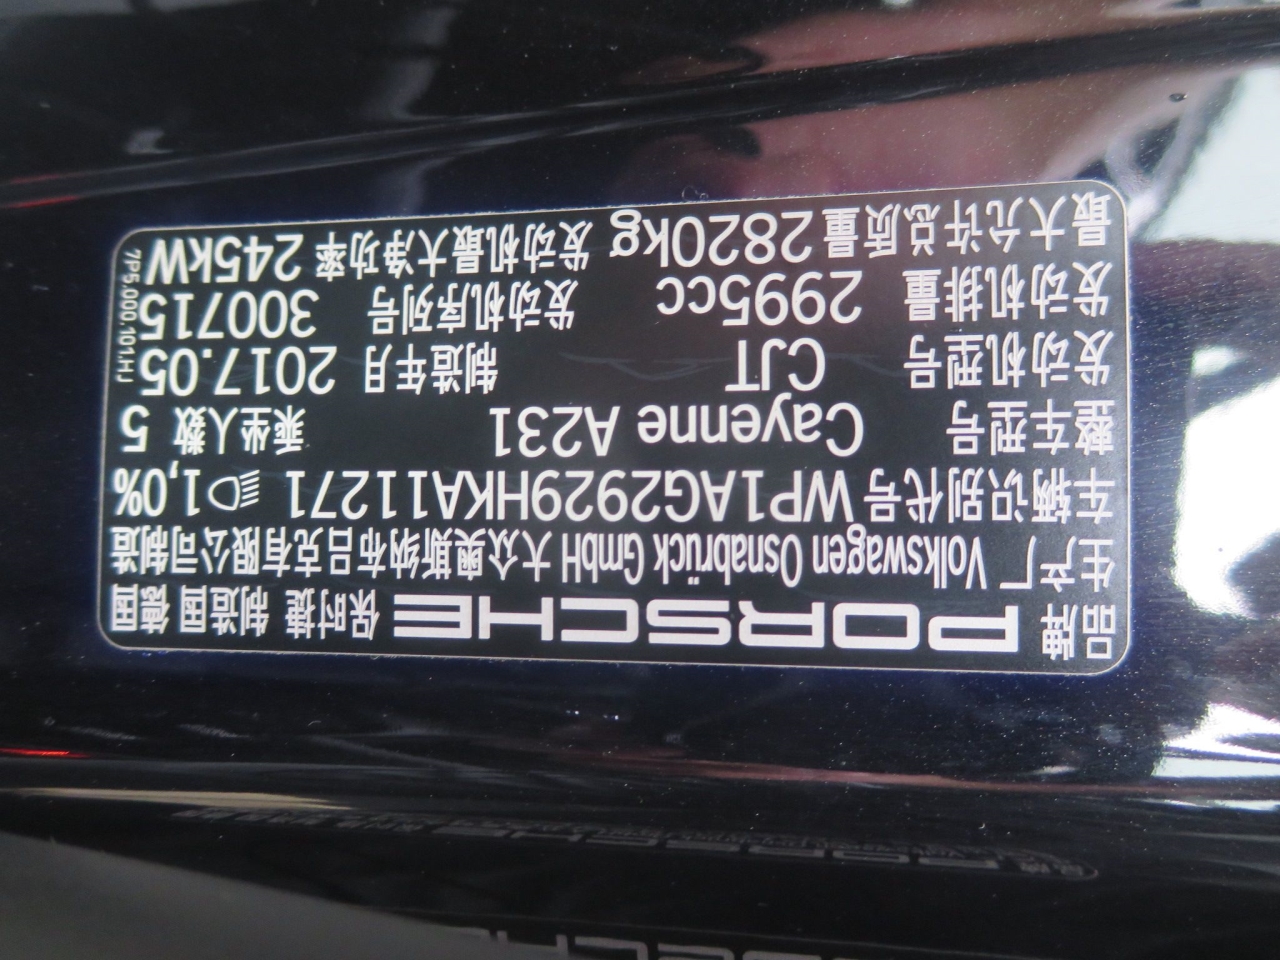 品牌 PORSCHE 保时捷 制造国 德国
生产厂 Volkswagen Osnabrück GmbH 大众奥斯纳布吕克有限公司制造
车辆识别代号 WP1AG2929HKA11271 1,0%
整车型号 Cayenne A231 乘坐人数 5
发动机型号 CJT 制造年月 2017.05
发动机排量 2995cc 发动机序列号 300715
最大允许总质量 2820kg 发动机最大净功率 245kW
7P5.000.101.HJ